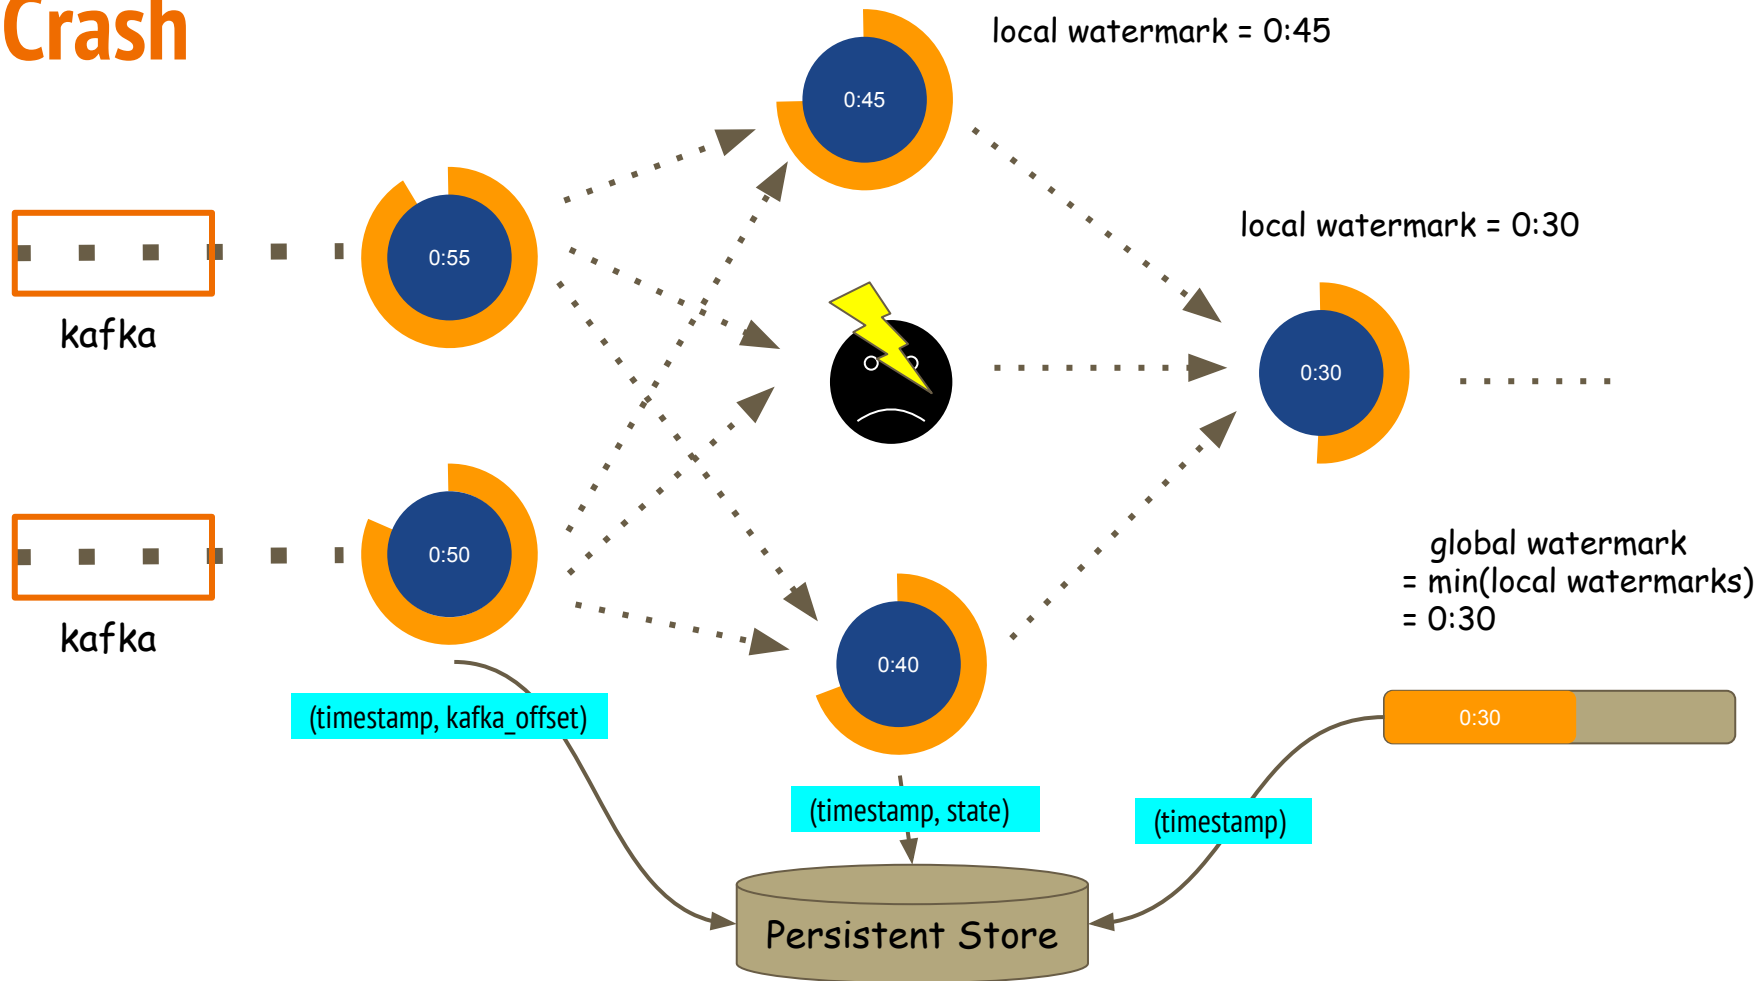 Crash
local watermark = 0:45
0:45
local watermark = 0:30
0:55
kafka
0:30
0:50
kafka
global watermark
= min(local watermarks)
= 0:30
0:40
(timestamp, kafka_offset)
0:30
(timestamp, state)
(timestamp)
Persistent Store